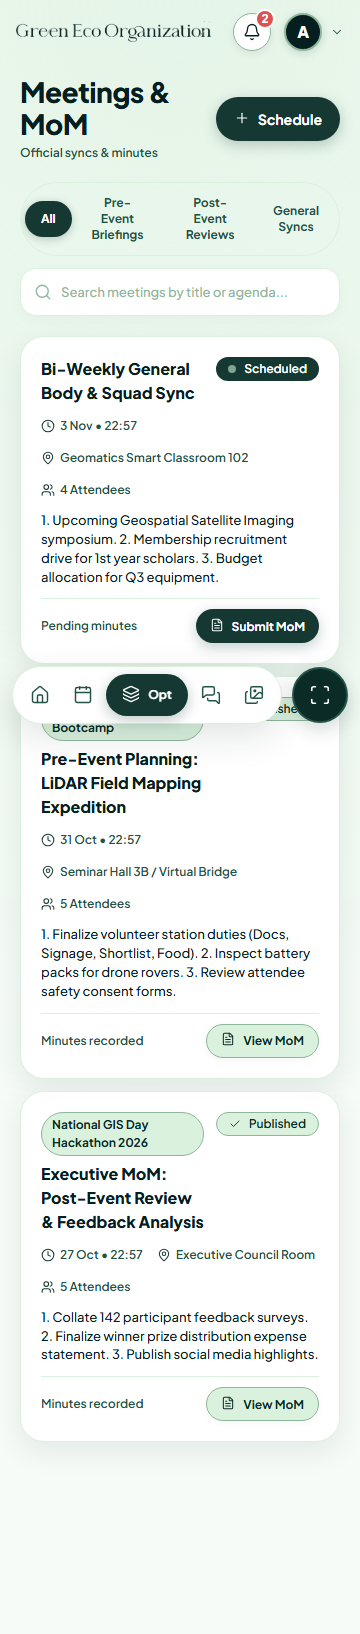 Green Eco Organization
2
A
Meetings &
MoM
Official syncs & minutes
+ Schedule
All
Pre-
Event
Briefings
Post-
Event
Reviews
General
Syncs
Search meetings by title or agenda...
Bi-Weekly General
Body & Squad Sync
Scheduled
3 Nov • 22:57
Geomatics Smart Classroom 102
4 Attendees
1. Upcoming Geospatial Satellite Imaging
symposium. 2. Membership recruitment
drive for 1st year scholars. 3. Budget
allocation for Q3 equipment.
Pending minutes
Submit MoM
Opt
Bootcamp
Pre-Event Planning:
LiDAR Field Mapping
Expedition
31 Oct • 22:57
Seminar Hall 3B / Virtual Bridge
5 Attendees
1. Finalize volunteer station duties (Docs,
Signage, Shortlist, Food). 2. Inspect battery
packs for drone rovers. 3. Review attendee
safety consent forms.
Minutes recorded
View MoM
National GIS Day
Hackathon 2026
Published
Executive MoM:
Post-Event Review
& Feedback Analysis
27 Oct • 22:57
Executive Council Room
5 Attendees
1. Collate 142 participant feedback surveys.
2. Finalize winner prize distribution expense
statement. 3. Publish social media highlights.
Minutes recorded
View MoM